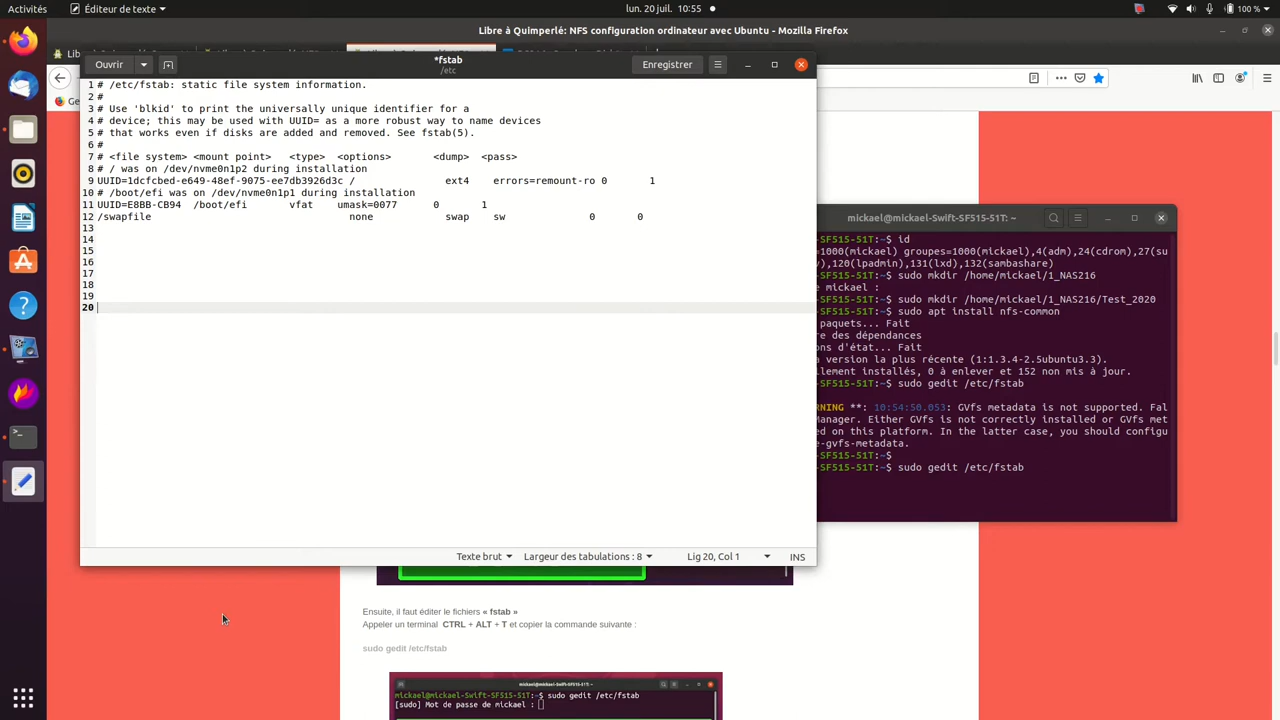 Activités
Éditeur de texte
lun. 20 juil. 10:55
100 %
Libre à Quimperlé: NFS configuration ordinateur avec Ubuntu - Mozilla Firefox
Ouvrir
*fstab
/etc
Enregistrer
1 # /etc/fstab: static file system information.
2 #
3 # Use 'blkid' to print the universally unique identifier for a
4 # device; this may be used with UUID= as a more robust way to name devices
5 # that works even if disks are added and removed. See fstab(5).
6 #
7 # <file system> <mount point>   <type>  <options>       <dump>  <pass>
8 # / was on /dev/nvme0n1p2 during installation
9 UUID=1dcfcbed-e649-48ef-9075-ee7db3926d3c /               ext4    errors=remount-ro 0       1
10 # /boot/efi was on /dev/nvme0n1p1 during installation
11 UUID=E8BB-CB94  /boot/efi       vfat    umask=0077      0       1
12 /swapfile                                 none            swap    sw              0       0
13
14
15
16
17
18
19
20
Texte brut
Largeur des tabulations : 8
Lig 20, Col 1
INS
mickael@mickael-Swift-SF515-51T: ~
-SF515-51T:~$ id
=1000(mickael) groupes=1000(mickael),4(adm),24(cdrom),27(su
),120(lpadmin),131(lxd),132(sambashare)
-SF515-51T:~$ sudo mkdir /home/mickael/1_NAS216
e mickael :
-SF515-51T:~$ sudo mkdir /home/mickael/1_NAS216/Test_2020
-SF515-51T:~$ sudo apt install nfs-common
paquets... Fait
re des dépendances
ons d'état... Fait
a version la plus récente (1:1.3.4-2.5ubuntu3.3).
llement installés, 0 à enlever et 152 non mis à jour.
-SF515-51T:~$ sudo gedit /etc/fstab
RNING **: 10:54:50.053: GVfs metadata is not supported. Fal
Manager. Either GVfs is not correctly installed or GVfs met
ed on this platform. In the latter case, you should configu
e-gvfs-metadata.
-SF515-51T:~$
-SF515-51T:~$ sudo gedit /etc/fstab
Ensuite, il faut éditer le fichiers « fstab »
Appeler un terminal CTRL + ALT + T et copier la commande suivante :
sudo gedit /etc/fstab
mickael@mickael-Swift-SF515-51T: ~
mickael@mickael-Swift-SF515-51T:~$ sudo gedit /etc/fstab
[sudo] Mot de passe de mickael :